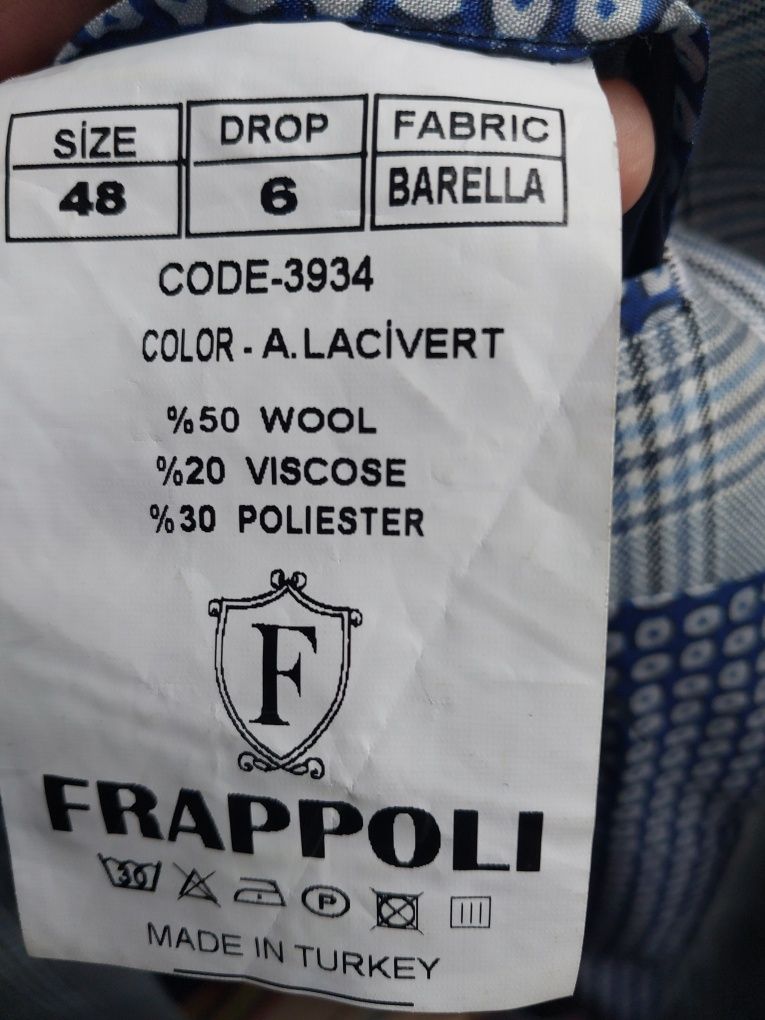 SİZE DROP FABRIC
48 6 BARELLA
CODE-3934
COLOR - A.LACİVERT
%50 WOOL
%20 VISCOSE
%30 POLIESTER
F
FRAPPOLI
30 P
MADE IN TURKEY